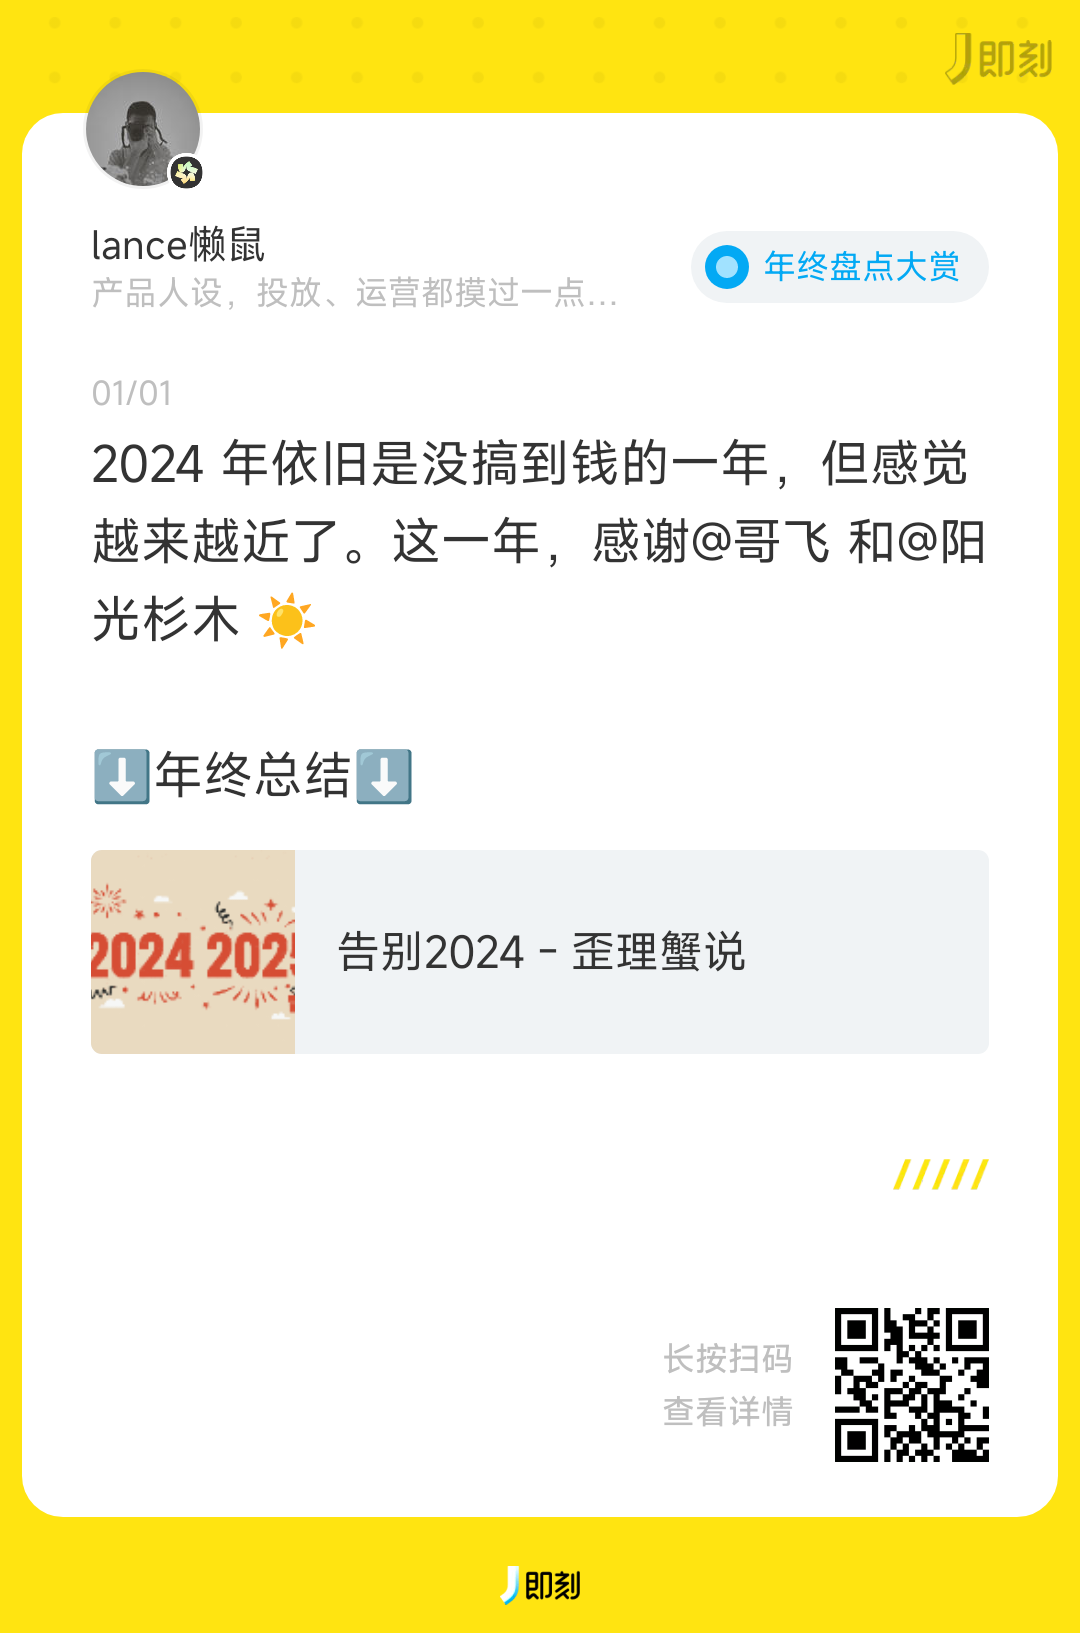 即刻
lance懒鼠
产品人设，投放、运营都摸过一点...
年终盘点大赏
01/01
2024 年依旧是没搞到钱的一年，但感觉
越来越近了。这一年，感谢@哥飞 和@阳
光杉木 ☀️
⬇️年终总结⬇️
2024 2025
告别2024 - 歪理蟹说
长按扫码
查看详情
即刻